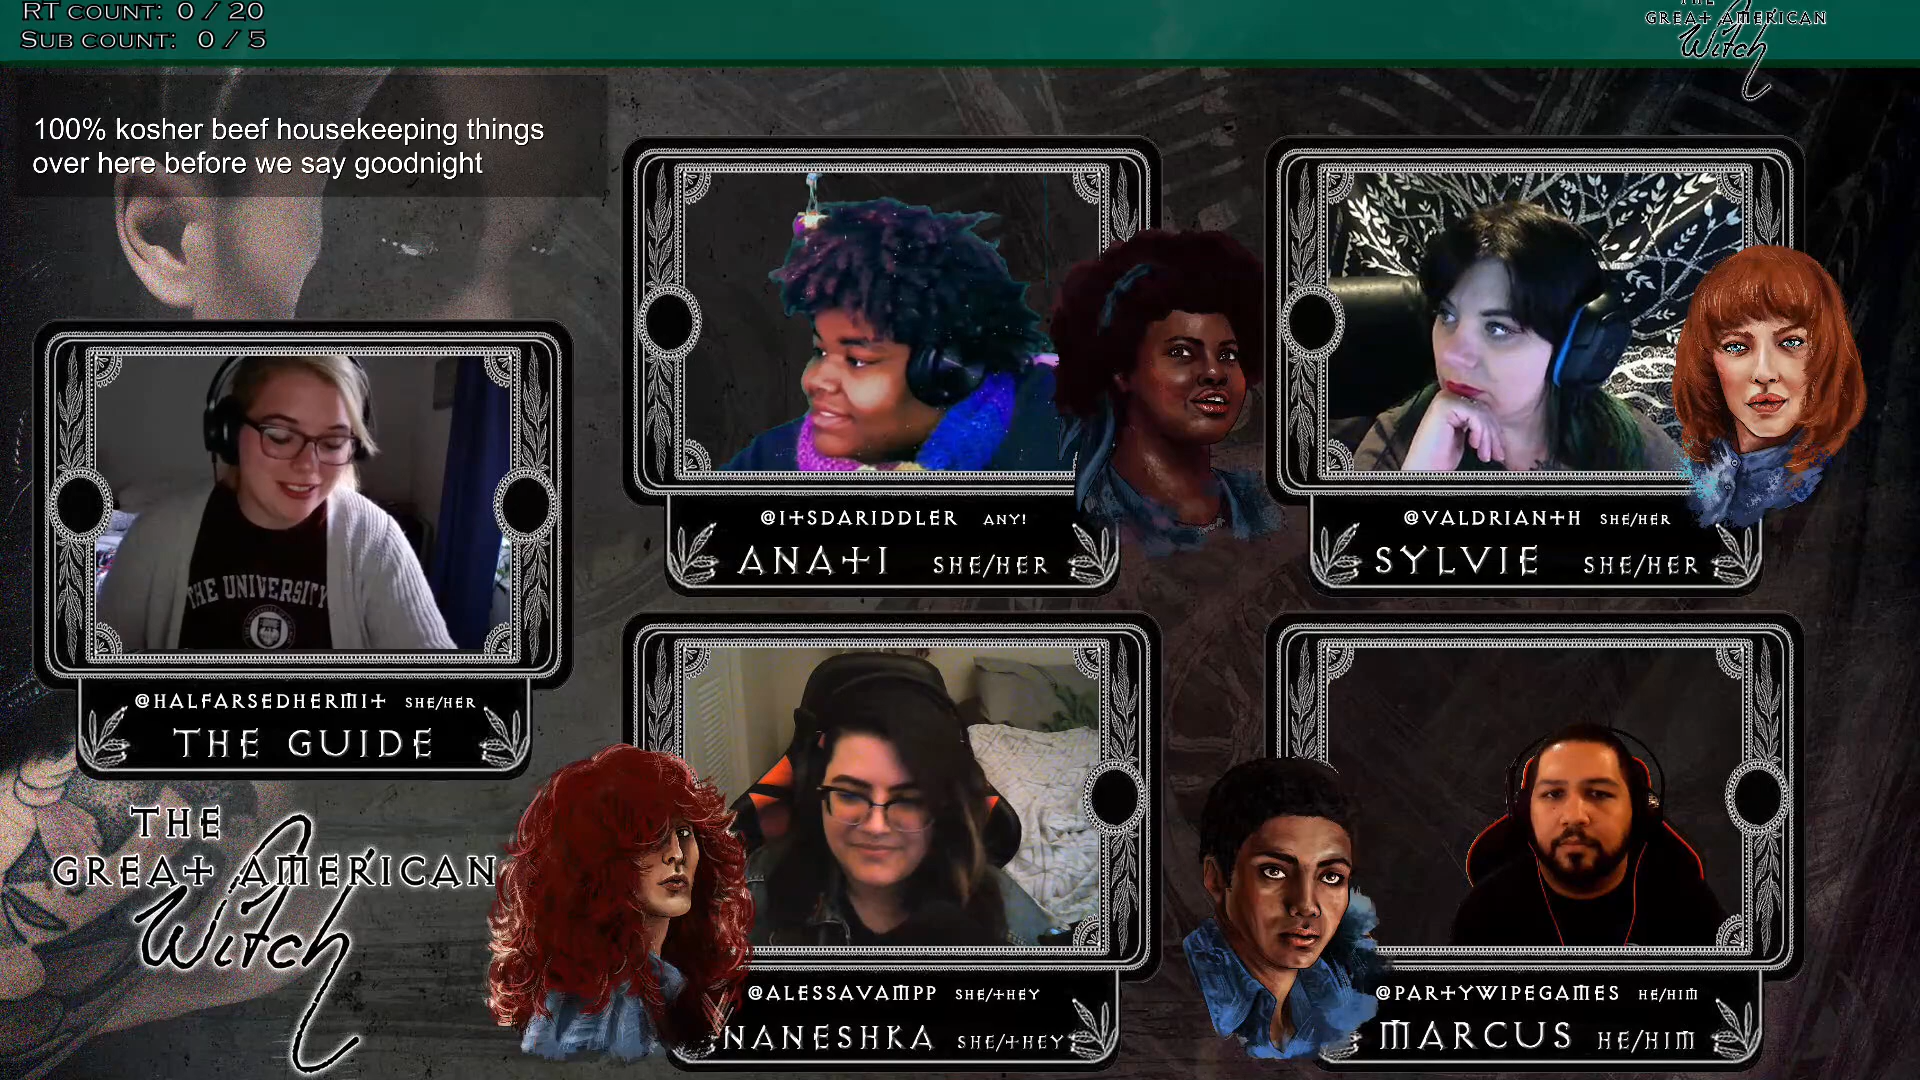 RT COUNT: 0 / 20
SUB COUNT: 0 / 5
THE
GREAT AMERICAN
Witch
100% kosher beef housekeeping things
over here before we say goodnight
@ITSDARIDDLER ANY!
ANATI SHE/HER
@VALDRIANTH SHE/HER
SYLVIE SHE/HER
THE UNIVERSITY
@HALFARSEDHERMIT SHE/HER
THE GUIDE
THE
GREAT AMERICAN
Witch
@ALESSAVAMPP SHE/THEY
NANESHKA SHE/THEY
@PARTYWIPEGAMES HE/HIM
MARCUS HE/HIM